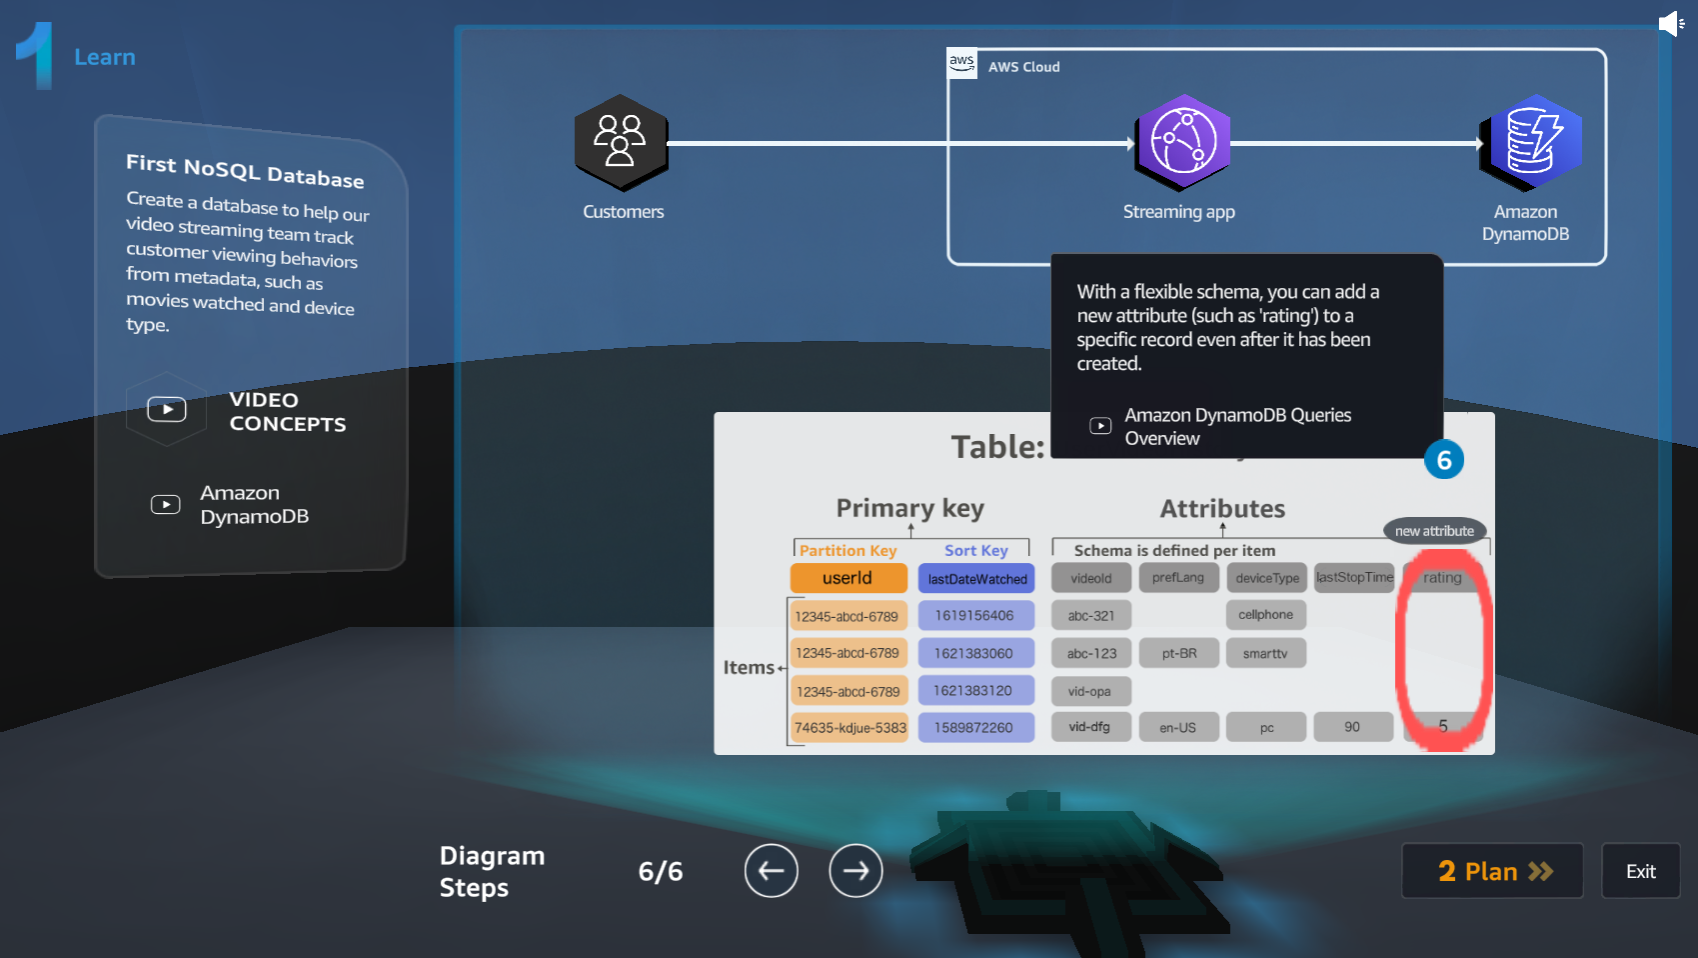 1
Learn
aws
AWS Cloud
Customers
Streaming app
Amazon
DynamoDB
First NoSQL Database
Create a database to help our
video streaming team track
customer viewing behaviors
from metadata, such as
movies watched and device
type.
VIDEO
CONCEPTS
Amazon
DynamoDB
With a flexible schema, you can add a
new attribute (such as 'rating') to a
specific record even after it has been
created.
Amazon DynamoDB Queries
Overview
6
Table:
Primary key
Attributes
new attribute
Partition Key
Sort Key
Schema is defined per item
userId
lastDateWatched
videoId
prefLang
deviceType
lastStopTime
rating
12345-abcd-6789
1619156406
abc-321
cellphone
12345-abcd-6789
1621383060
abc-123
pt-BR
smarttv
Items
12345-abcd-6789
1621383120
vid-opa
74635-kdjue-5383
1589872260
vid-dfg
en-US
pc
90
5
Diagram
Steps
6/6
2 Plan
Exit